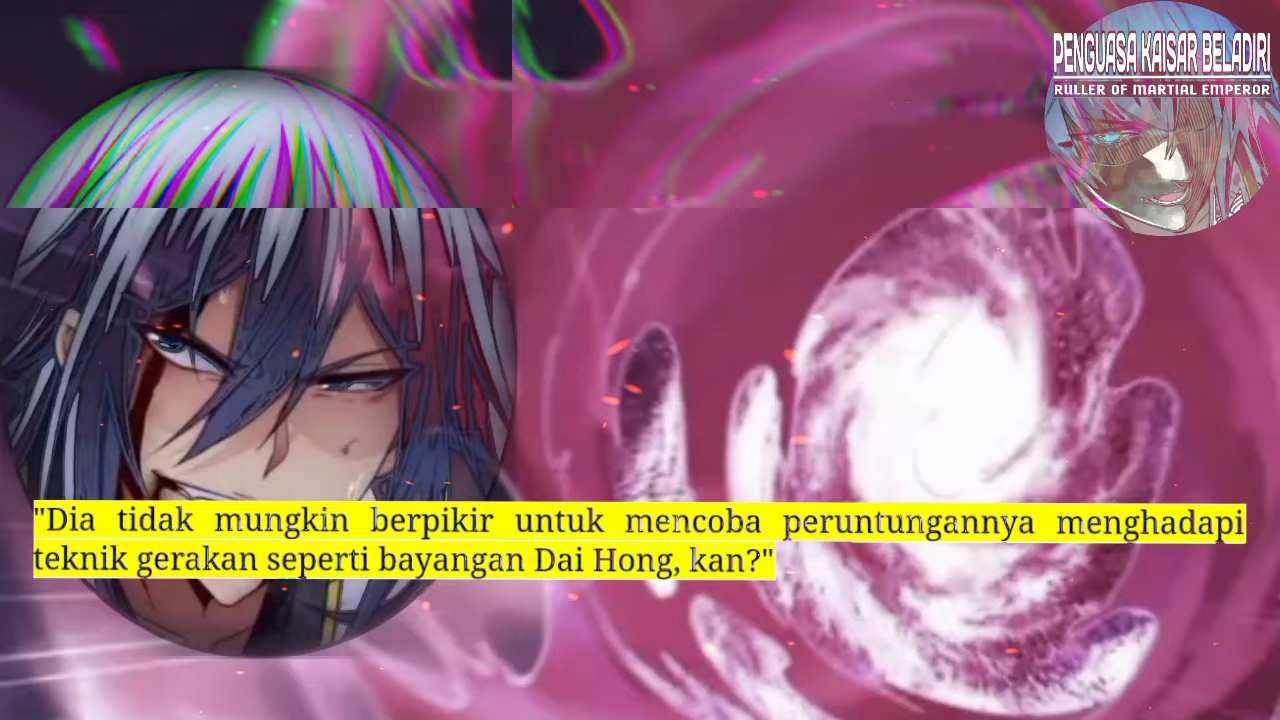 PENGUASA KAISAR BELADIRI
RULLER OF MARTIAL EMPEROR
"Dia tidak mungkin berpikir untuk mencoba peruntungannya menghadapi
teknik gerakan seperti bayangan Dai Hong, kan?"